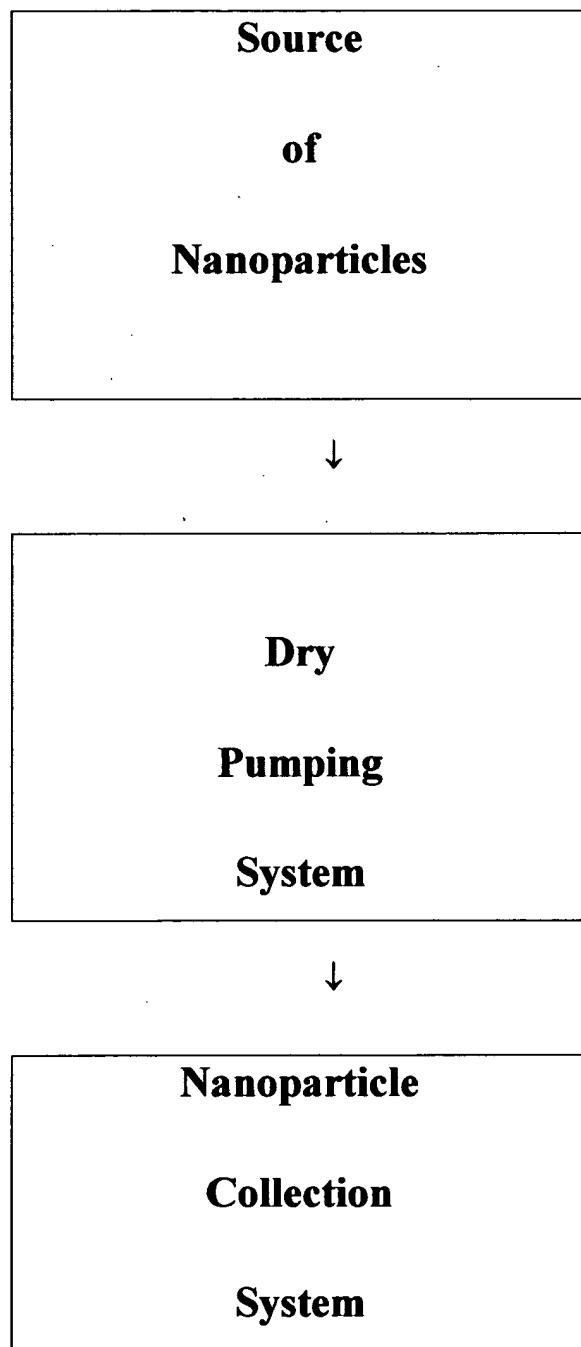 Source
of
Nanoparticles
↓
Dry
Pumping
System
↓
Nanoparticle
Collection
System